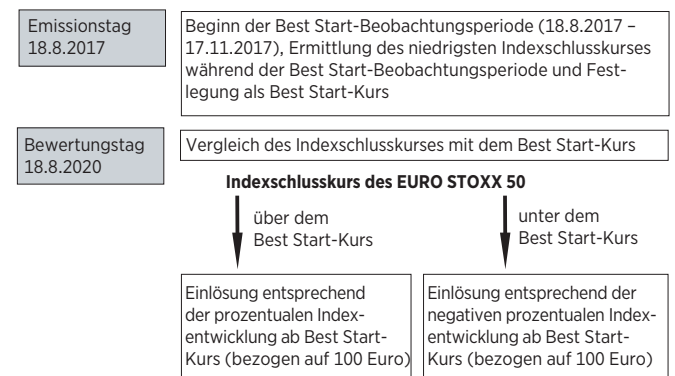 Emissionstag
18.8.2017
Beginn der Best Start-Beobachtungsperiode (18.8.2017 –
17.11.2017), Ermittlung des niedrigsten Indexschlusskurses
während der Best Start-Beobachtungsperiode und Fest-
legung als Best Start-Kurs
Bewertungstag
18.8.2020
Vergleich des Indexschlusskurses mit dem Best Start-Kurs
Indexschlusskurs des EURO STOXX 50
über dem
Best Start-Kurs
unter dem
Best Start-Kurs
Einlösung entsprechend
der prozentualen Index-
entwicklung ab Best Start-
Kurs (bezogen auf 100 Euro)
Einlösung entsprechend der
negativen prozentualen Index-
entwicklung ab Best Start-
Kurs (bezogen auf 100 Euro)